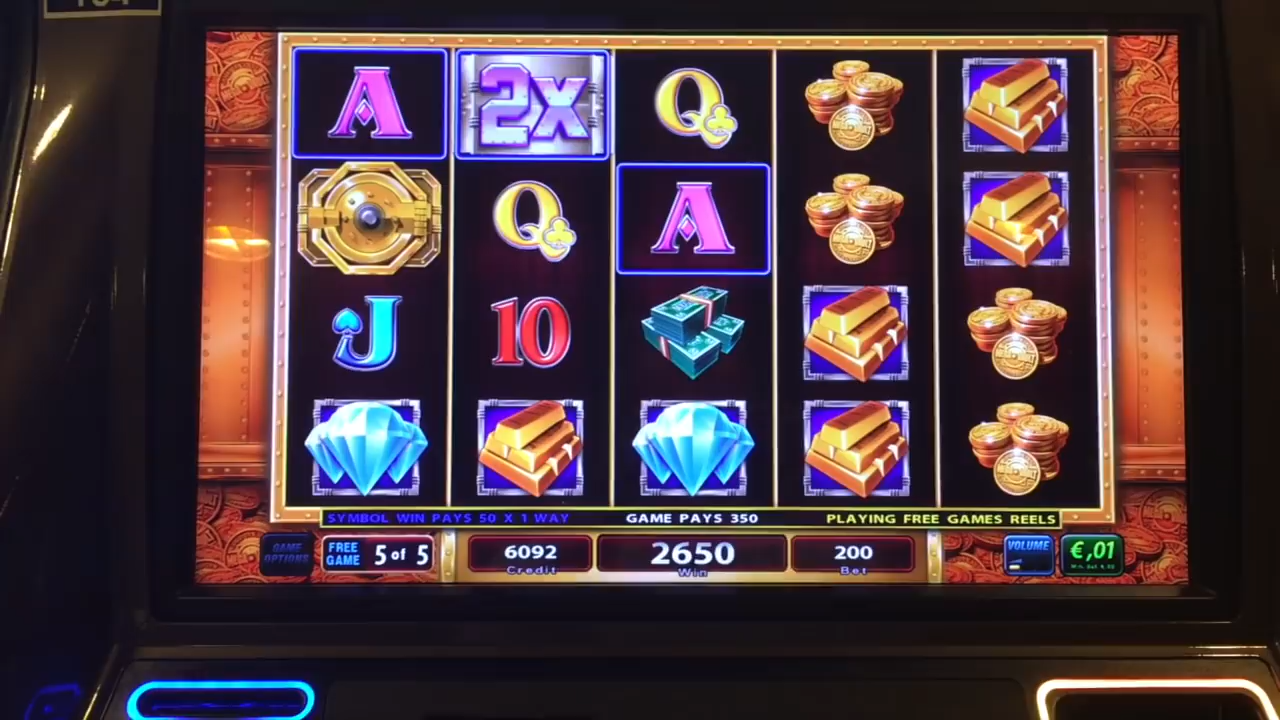 A 2X Q
Q A
J 10
SYMBOL WIN PAYS 50 X 1 WAY GAME PAYS 350 PLAYING FREE GAMES REELS
GAME OPTIONS
FREE GAME 5 of 5
6092
Credit
2650
Win
200
Bet
VOLUME
€,01